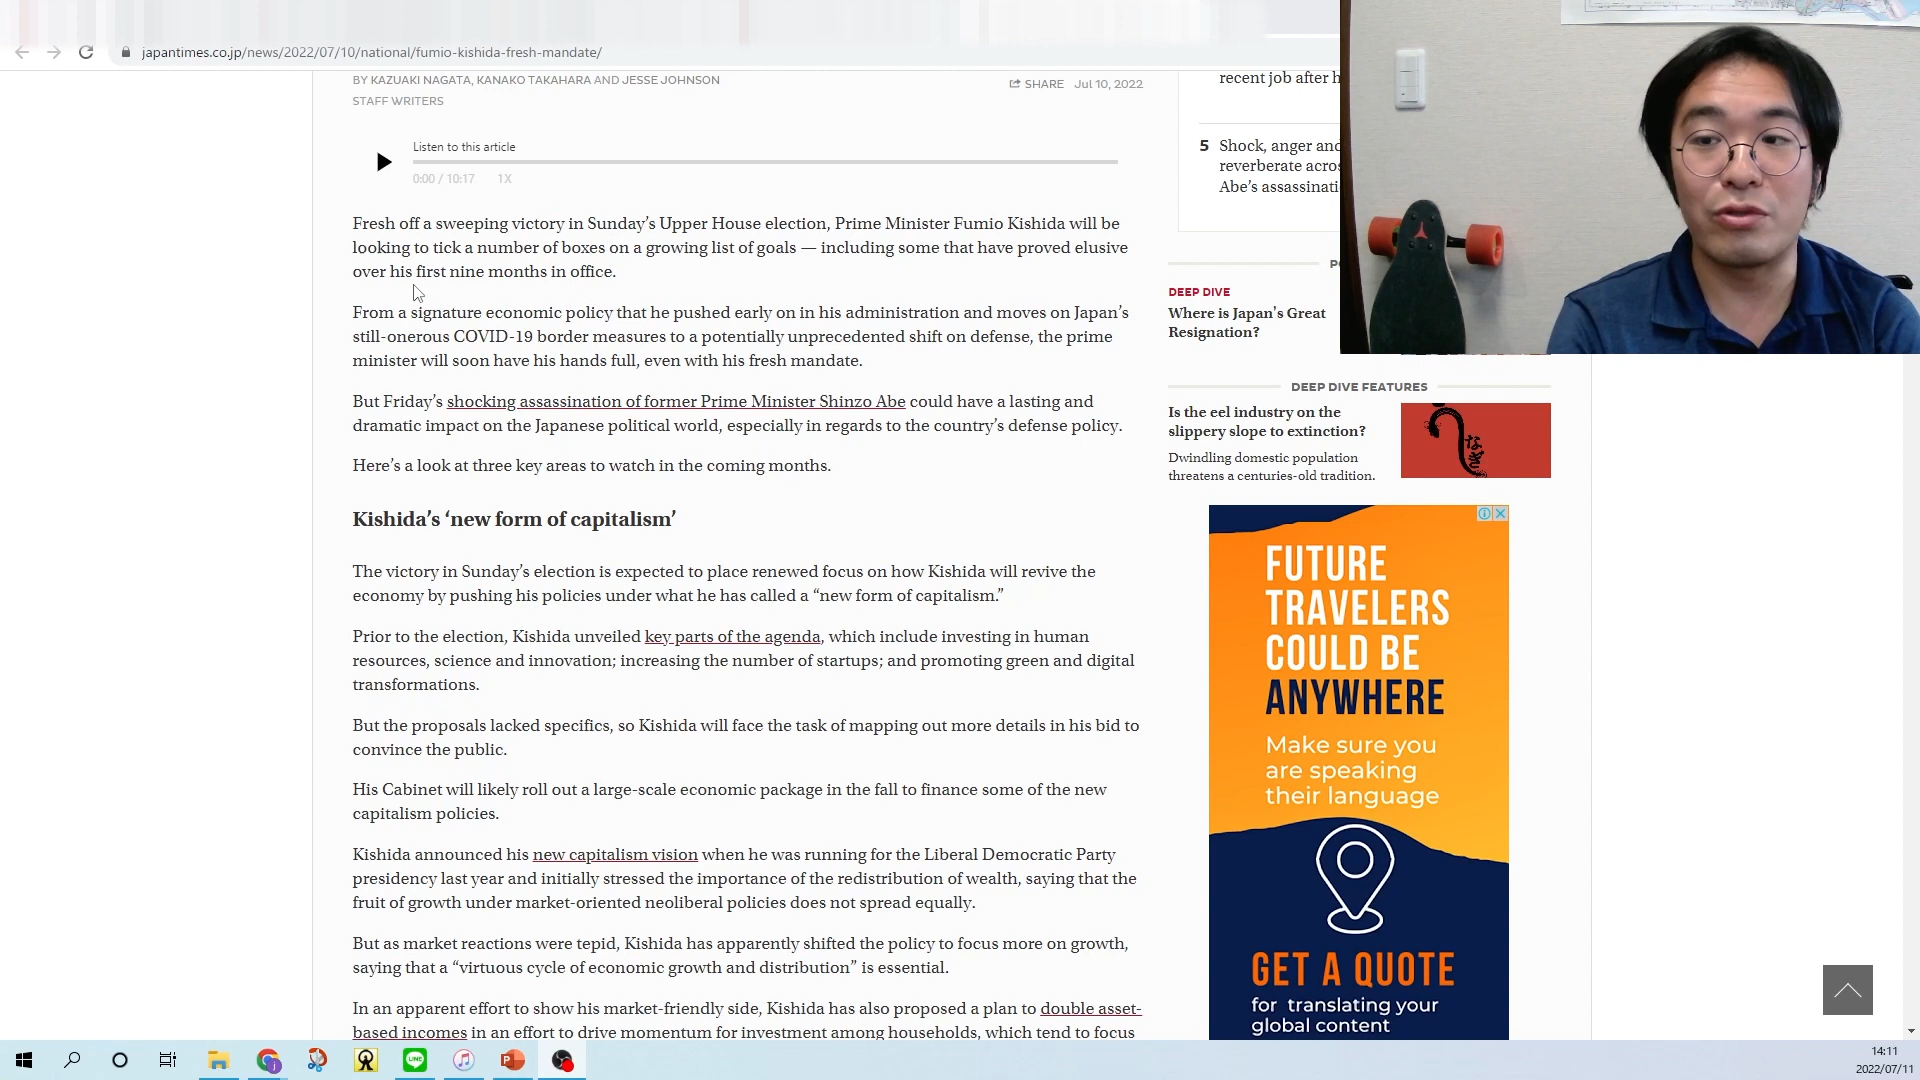 japantimes.co.jp/news/2022/07/10/national/fumio-kishida-fresh-mandate/
BY KAZUAKI NAGATA, KANAKO TAKAHARA AND JESSE JOHNSON
STAFF WRITERS
SHARE Jul 10, 2022
Listen to this article
0:00 / 10:17 1X
Fresh off a sweeping victory in Sunday’s Upper House election, Prime Minister Fumio Kishida will be
looking to tick a number of boxes on a growing list of goals — including some that have proved elusive
over his first nine months in office.
From a signature economic policy that he pushed early on in his administration and moves on Japan’s
still-onerous COVID-19 border measures to a potentially unprecedented shift on defense, the prime
minister will soon have his hands full, even with his fresh mandate.
But Friday’s shocking assassination of former Prime Minister Shinzo Abe could have a lasting and
dramatic impact on the Japanese political world, especially in regards to the country’s defense policy.
Here’s a look at three key areas to watch in the coming months.
Kishida’s ‘new form of capitalism’
The victory in Sunday’s election is expected to place renewed focus on how Kishida will revive the
economy by pushing his policies under what he has called a “new form of capitalism.”
Prior to the election, Kishida unveiled key parts of the agenda, which include investing in human
resources, science and innovation; increasing the number of startups; and promoting green and digital
transformations.
But the proposals lacked specifics, so Kishida will face the task of mapping out more details in his bid to
convince the public.
His Cabinet will likely roll out a large-scale economic package in the fall to finance some of the new
capitalism policies.
Kishida announced his new capitalism vision when he was running for the Liberal Democratic Party
presidency last year and initially stressed the importance of the redistribution of wealth, saying that the
fruit of growth under market-oriented neoliberal policies does not spread equally.
But as market reactions were tepid, Kishida has apparently shifted the policy to focus more on growth,
saying that a “virtuous cycle of economic growth and distribution” is essential.
In an apparent effort to show his market-friendly side, Kishida has also proposed a plan to double asset-
based incomes in an effort to drive momentum for investment among households, which tend to focus
recent job after h
5 Shock, anger and
reverberate acros
Abe’s assassinati
DEEP DIVE
Where is Japan’s Great
Resignation?
DEEP DIVE FEATURES
Is the eel industry on the
slippery slope to extinction?
Dwindling domestic population
threatens a centuries-old tradition.
うなぎ
FUTURE
TRAVELERS
COULD BE
ANYWHERE
Make sure you
are speaking
their language
GET A QUOTE
for translating your
global content
14:11
2022/07/11